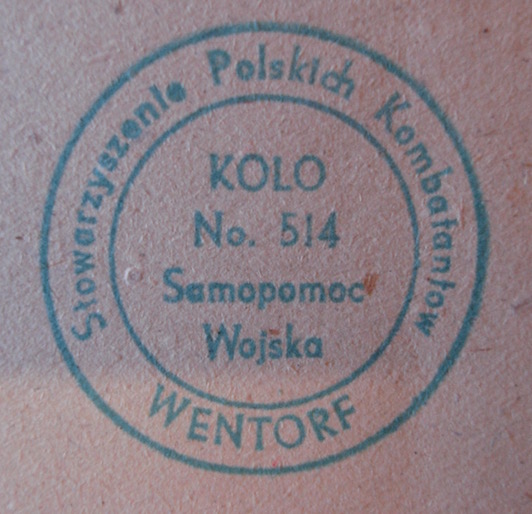 Stowarzyszenie Polskich Kombatantow
KOLO
No. 514
Samopomoc
Wojska
WENTORF